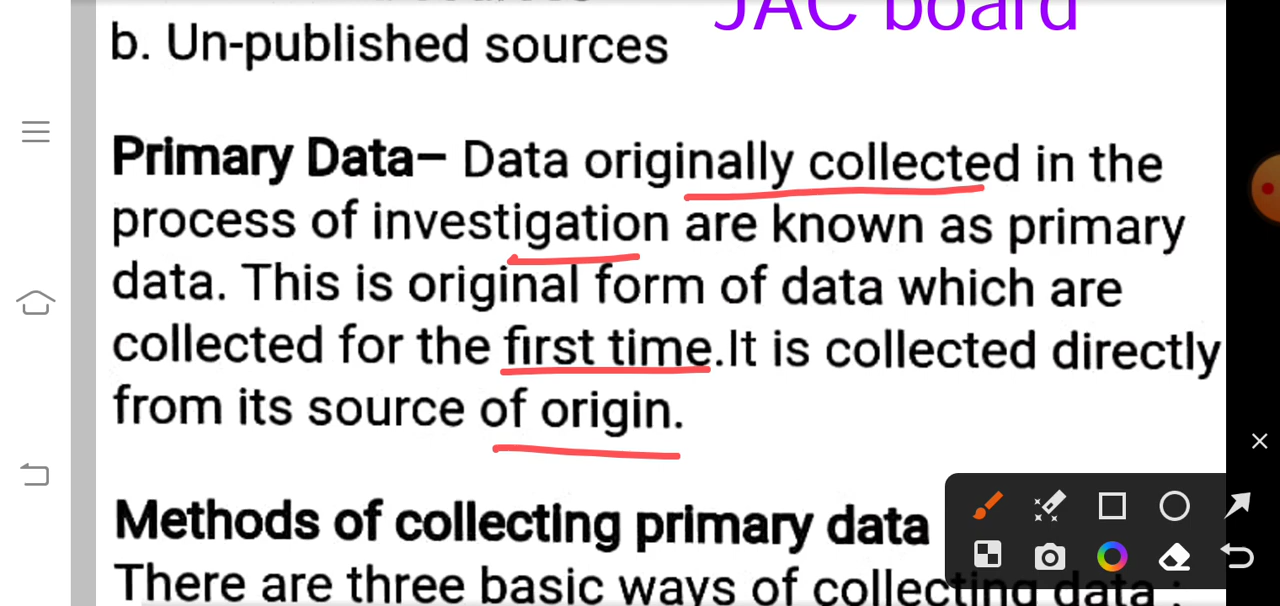 JAC board
b. Un-published sources
Primary Data– Data originally collected in the
process of investigation are known as primary
data. This is original form of data which are
collected for the first time.It is collected directly
from its source of origin.
Methods of collecting primary data
There are three basic ways of collecting data :